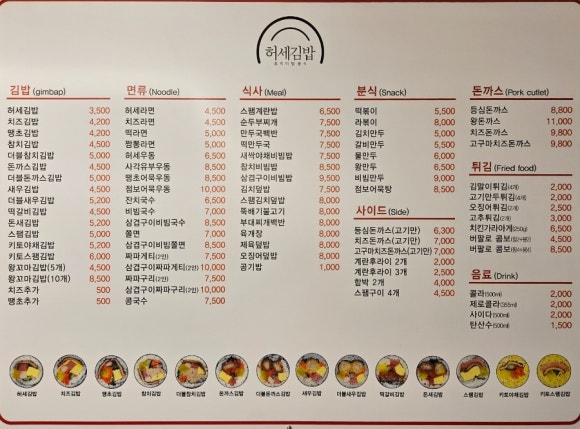 허세김밥
김밥 (gimbap)
허세김밥 3,500
치즈김밥 4,200
땡초김밥 4,200
참치김밥 4,500
더블참치김밥 5,000
돈까스김밥 4,500
더블돈까스김밥 5,500
새우김밥 4,500
더블새우김밥 5,500
떡갈비김밥 4,500
돈새김밥 5,500
스팸김밥 5,000
키토야채김밥 5,500
키토스팸김밥 6,500
왕꼬마김밥(5개) 4,500
왕꼬마김밥(10개) 8,500
치즈추가 500
땡초추가 500
면류 (Noodle)
허세라면 4,500
치즈라면 4,500
떡라면 5,000
짬뽕라면 5,000
허세우동 6,500
사각유부우동 8,500
땡초어묵우동 8,500
점보어묵우동 10,000
잔치국수 6,500
비빔국수 7,500
삼겹구이비빔국수 8,500
쫄면 7,500
삼겹구이비빔쫄면 8,500
짜파게티(2인) 7,500
삼겹구이짜파게티(2인) 10,000
짜파구리(2인) 7,500
삼겹구이짜파구리(2인) 10,000
콩국수 7,500
식사 (Meal)
스팸계란밥 6,500
순두부찌개 7,500
만두국백반 7,500
떡만두국 7,500
새싹야채비빔밥 7,500
참치비빔밥 8,500
삼겹구이비빔밥 9,500
김치덮밥 7,500
스팸김치덮밥 8,500
뚝배기불고기 8,000
부대찌개백반 8,000
육개장 8,000
제육덮밥 8,500
오징어덮밥 8,500
공기밥 1,000
분식 (Snack)
떡볶이 5,500
라볶이 8,000
김치만두 5,500
갈비만두 5,500
물만두 6,500
왕만두 6,500
비빔만두 9,000
점보어묵탕 8,500
사이드 (Side)
등심돈까스(고기만) 6,300
치즈돈까스(고기만) 7,000
고구마치즈돈까스(고기만) 7,000
계란후라이 2개 2,000
계란후라이 3개 2,500
함박 2개 4,000
스팸구이 4개 4,500
돈까스 (Pork cutlet)
등심돈까스 8,800
왕돈까스 11,000
치즈돈까스 9,800
고구마치즈돈까스 9,800
튀김 (Fried food)
김말이튀김(4개) 2,000
고기만두튀김(4개) 2,000
오징어튀김(2개) 2,500
고추튀김(2개) 3,000
치킨가라아게(250g) 6,500
버팔로 콤보 4,500
버팔로 콤보 8,500
음료 (Drink)
콜라(500ml) 2,000
제로콜라(355ml) 2,000
사이다(500ml) 2,000
탄산수(500ml) 1,500
허세김밥 치즈김밥 땡초김밥 참치김밥 더블참치김밥 돈까스김밥 더블돈까스김밥 새우김밥 더블새우김밥 떡갈비김밥 돈새김밥 스팸김밥 키토야채김밥 키토스팸김밥